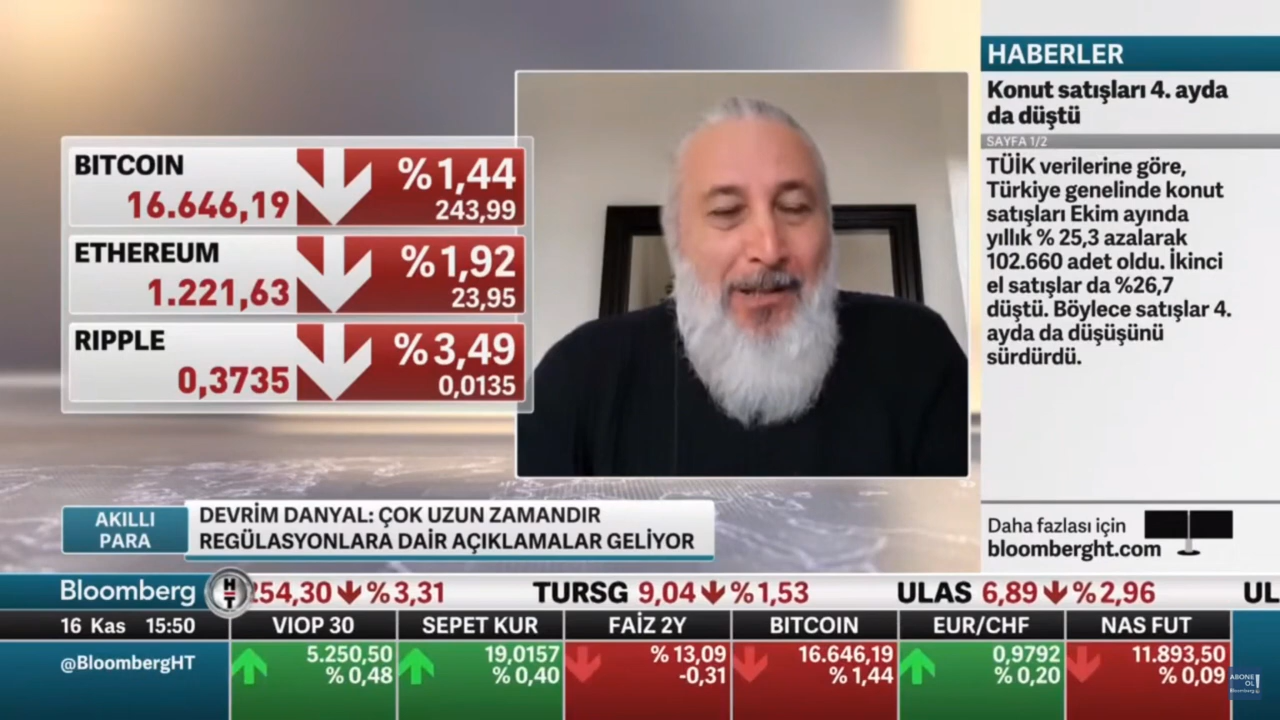 BITCOIN
16.646,19
%1,44
243,99
ETHEREUM
1.221,63
%1,92
23,95
RIPPLE
0,3735
%3,49
0,0135
HABERLER
Konut satışları 4. ayda
da düştü
SAYFA 1/2
TÜİK verilerine göre,
Türkiye genelinde konut
satışları Ekim ayında
yıllık % 25,3 azalarak
102.660 adet oldu. İkinci
el satışlar da %26,7
düştü. Böylece satışlar 4.
ayda da düşüşünü
sürdürdü.
Daha fazlası için
bloomberght.com
AKILLI
PARA
DEVRİM DANYAL: ÇOK UZUN ZAMANDIR
REGÜLASYONLARA DAİR AÇIKLAMALAR GELİYOR
Bloomberg HT 254,30 %3,31 TURSG 9,04 %1,53 ULAS 6,89 %2,96 UL
16 Kas 15:50
@BloombergHT
VIOP 30
5.250,50
% 0,48
SEPET KUR
19,0157
% 0,40
FAİZ 2Y
% 13,09
-0,31
BITCOIN
16.646,19
% 1,44
EUR/CHF
0,9792
% 0,20
NAS FUT
11.893,50
% 0,09
ABONE
OL!